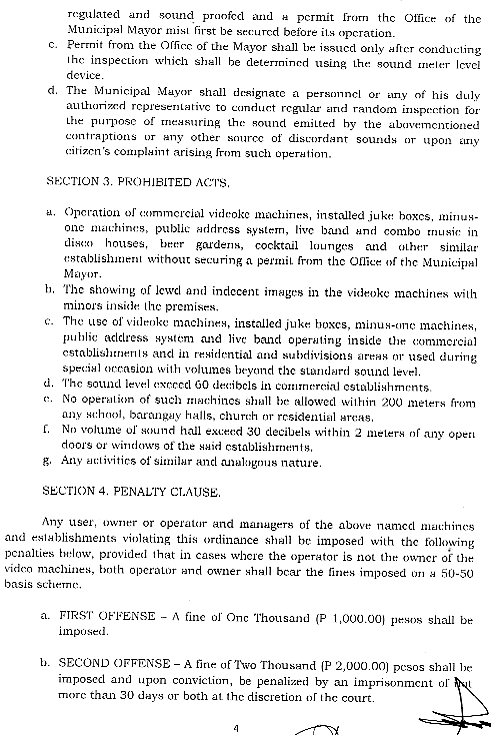 regulated and sound proofed and a permit from the Office of the
Municipal Mayor mist first be secured before its operation.
c. Permit from the Office of the Mayor shall be issued only after conducting
the inspection which shall be determined using the sound meter level
device.
d. The Municipal Mayor shall designate a personnel or any of his duly
authorized representative to conduct regular and random inspection for
the purpose of measuring the sound emitted by the abovementioned
contraptions or any other source of discordant sounds or upon any
citizen's complaint arising from such operation.
SECTION 3. PROHIBITED ACTS.
a. Operation of commercial videoke machines, installed juke boxes, minus-
one machines, public address system, live band and combo music in
disco houses, beer gardens, cocktail lounges and other similar
establishment without securing a permit from the Office of the Municipal
Mayor.
b. The showing of lewd and indecent images in the videoke machines with
minors inside the premises.
c. The use of videoke machines, installed juke boxes, minus-one machines,
public address system and live band operating inside the commercial
establishments and in residential and subdivisions areas or used during
special occasion with volumes beyond the standard sound level.
d. The sound level exceed 60 decibels in commercial establishments.
e. No operation of such machines shall be allowed within 200 meters from
any school, barangay halls, church or residential areas.
f. No volume of sound hall exceed 30 decibels within 2 meters of any open
doors or windows of the said establishments.
g. Any activities of similar and analogous nature.
SECTION 4. PENALTY CLAUSE.
Any user, owner or operator and managers of the above named machines
and establishments violating this ordinance shall be imposed with the following
penalties below, provided that in cases where the operator is not the owner of the
video machines, both operator and owner shall bear the fines imposed on a 50-50
basis scheme.
a. FIRST OFFENSE – A fine of One Thousand (P 1,000.00) pesos shall be
imposed.
b. SECOND OFFENSE – A fine of Two Thousand (P 2,000.00) pesos shall be
imposed and upon conviction, be penalized by an imprisonment of not
more than 30 days or both at the discretion of the court.
4